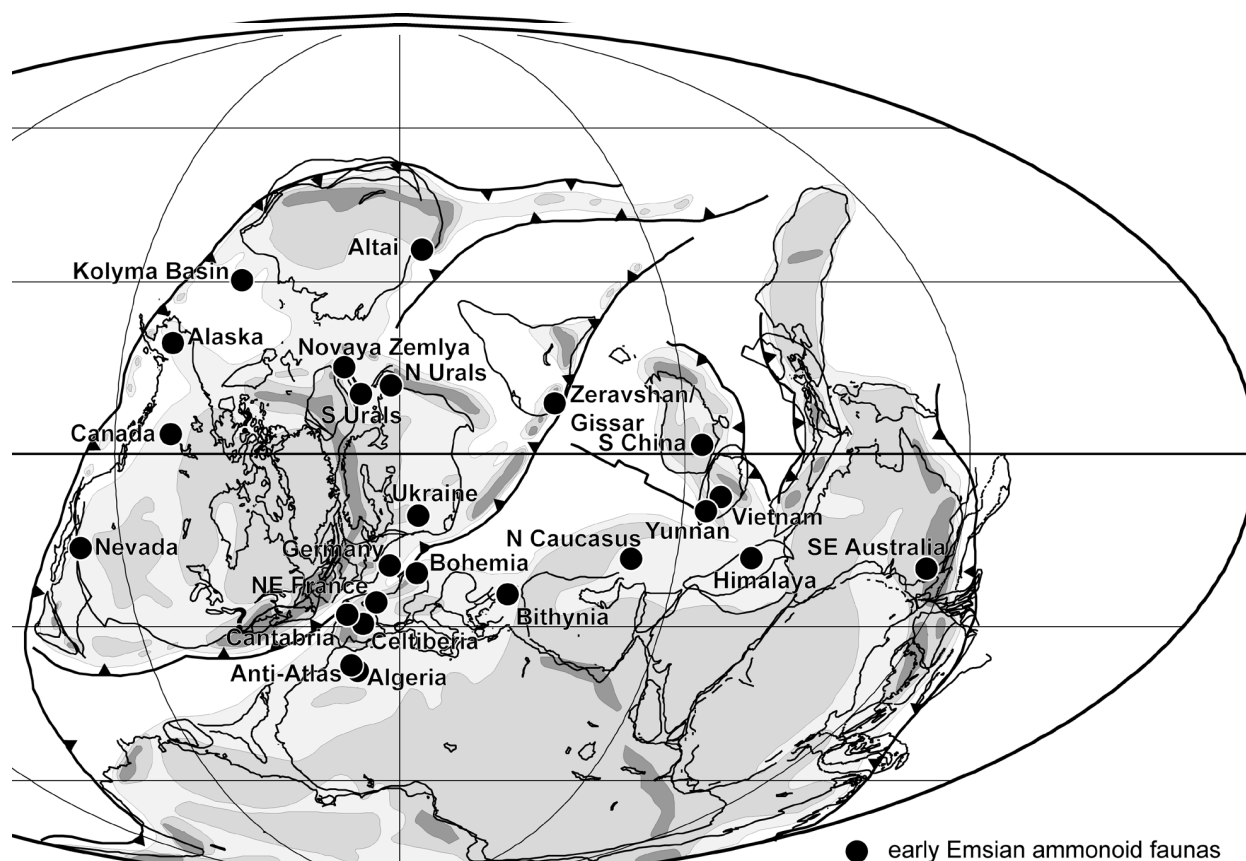 Altai
Kolyma Basin
Alaska
Novaya Zemlya
N Urals
S Urals
Zeravshan/
Gissar
Canada
S China
Ukraine
Vietnam
Yunnan
Nevada
N Caucasus
SE Australia
Germany
Bohemia
Himalaya
NE France
Bithynia
Cantabria
Celtiberia
Anti-Atlas
Algeria
early Emsian ammonoid faunas